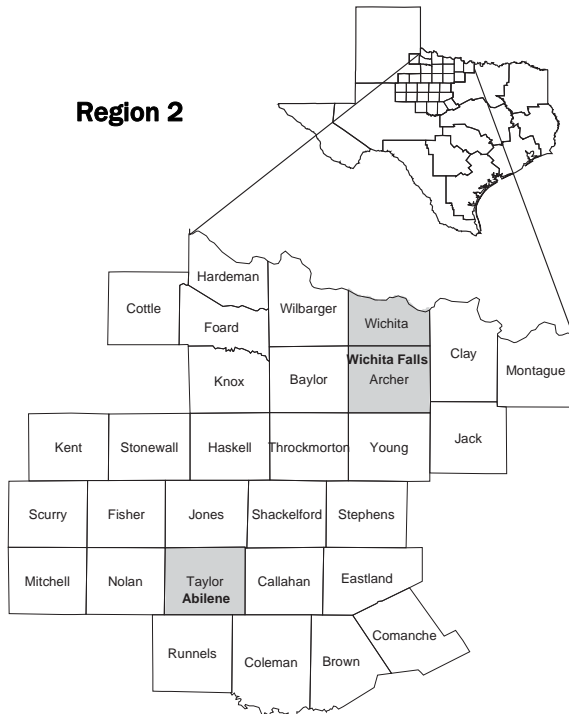 Region 2
Hardeman
Cottle
Wilbarger
Foard
Wichita
Wichita Falls
Archer
Clay
Montague
Knox
Baylor
Kent
Stonewall
Haskell
Throckmorton
Young
Jack
Scurry
Fisher
Jones
Shackelford
Stephens
Mitchell
Nolan
Taylor
Abilene
Callahan
Eastland
Runnels
Coleman
Brown
Comanche